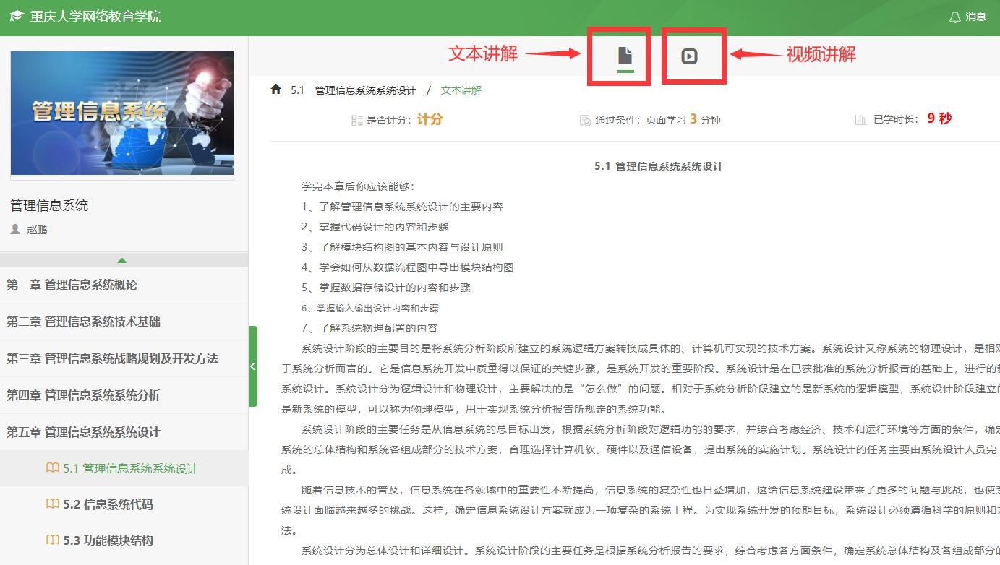 重庆大学网络教育学院
消息
文本讲解
视频讲解
管理信息系统
5.1 管理信息系统系统设计 / 文本讲解
是否计分：计分
通过条件：页面学习 3 分钟
已学时长：9 秒
管理信息系统
赵鹏
第一章 管理信息系统概论
第二章 管理信息系统技术基础
第三章 管理信息系统战略规划及开发方法
第四章 管理信息系统系统分析
第五章 管理信息系统系统设计
5.1 管理信息系统系统设计
5.2 信息系统代码
5.3 功能模块结构
5.1 管理信息系统系统设计
学完本章后你应该能够：
1、了解管理信息系统系统设计的主要内容
2、掌握代码设计的内容和步骤
3、了解模块结构图的基本内容与设计原则
4、学会如何从数据流程图中导出模块结构图
5、掌握数据存储设计的内容和步骤
6、掌握输入输出设计内容和步骤
7、了解系统物理配置的内容
系统设计阶段的主要目的是将系统分析阶段所建立的系统逻辑方案转换成具体的、计算机可实现的技术方案。系统设计又称系统的物理设计，是相对
于系统分析而言的。它是信息系统开发中质量得以保证的关键步骤，是系统开发的重要阶段。系统设计是在已获批准的系统分析报告的基础上，进行的新
系统设计。系统设计分为逻辑设计和物理设计，主要解决的是“怎么做”的问题。相对于系统分析阶段建立的是新系统的逻辑模型，系统设计阶段建立的
是新系统的模型，可以称为物理模型，用于实现系统分析报告所规定的系统功能。
系统设计阶段的主要任务是从信息系统的总目标出发，根据系统分析阶段对逻辑功能的要求，并综合考虑经济、技术和运行环境等方面的条件，确定
系统的总体结构和系统各组成部分的技术方案，合理选择计算机软、硬件以及通信设备，提出系统的实施计划。系统设计的任务主要由系统设计人员完
成。
随着信息技术的普及，信息系统在各领域中的重要性不断提高，信息系统的复杂性也日益增加，这给信息系统建设带来了更多的问题与挑战，也使系
统设计面临越来越多的挑战。这样，确定信息系统设计方案就成为一项复杂的系统工程。为实现系统开发的预期目标，系统设计必须遵循科学的原则和方
法。
系统设计分为总体设计和详细设计。系统设计阶段的主要任务是根据系统分析报告的要求，综合考虑各方面条件，确定系统总体结构及各组成部分的